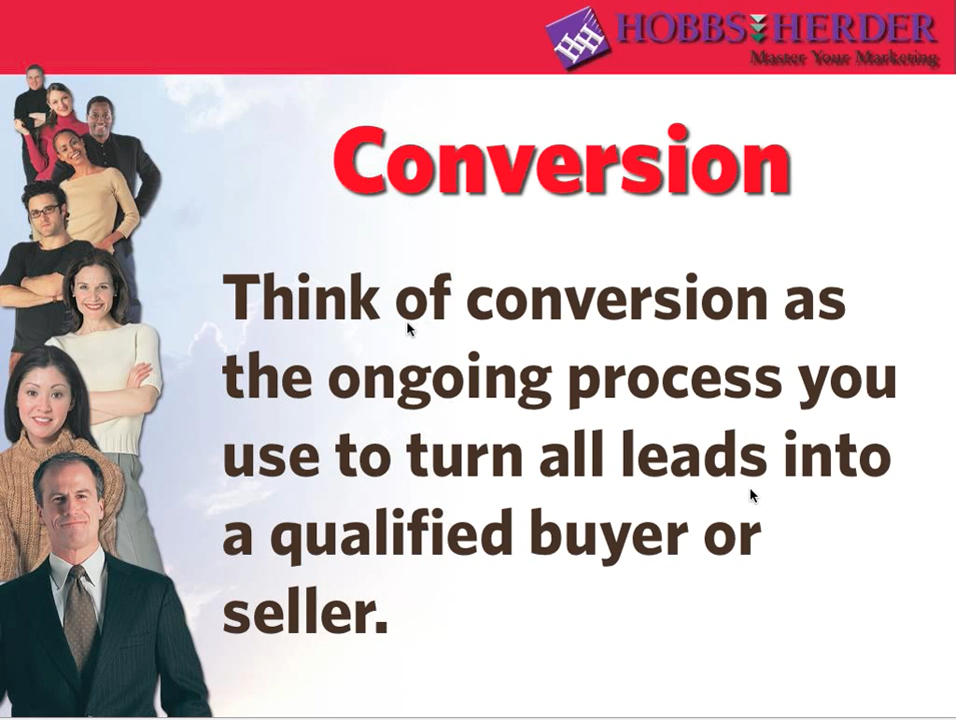 HH HOBBS HERDER
Master Your Marketing
Conversion
Think of conversion as
the ongoing process you
use to turn all leads into
a qualified buyer or
seller.